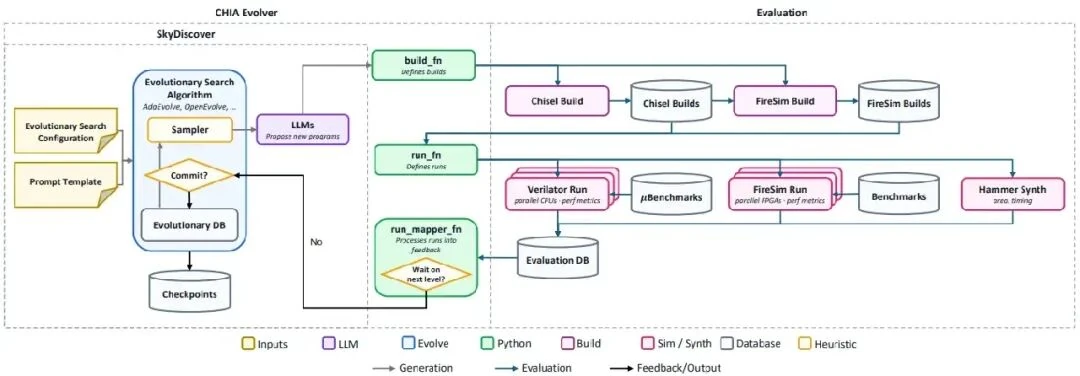 CHIA Evolver
Evaluation
SkyDiscover
Evolutionary Search
Algorithm
AdaEvolve, OpenEvolve, ...
Sampler
Commit?
Evolutionary DB
Evolutionary Search
Configuration
Prompt Template
LLMs
Propose new programs
Checkpoints
No
build_fn
Defines builds
run_fn
Defines runs
run_mapper_fn
Processes runs into
feedback
Wait on
next level?
Chisel Build
Chisel Builds
FireSim Build
FireSim Builds
Verilator Run
parallel CPUs · perf metrics
μBenchmarks
FireSim Run
parallel FPGAs · perf metrics
Benchmarks
Hammer Synth
area, timing
Evaluation DB
Inputs
LLM
Evolve
Python
Build
Sim / Synth
Database
Heuristic
Generation
Evaluation
Feedback/Output